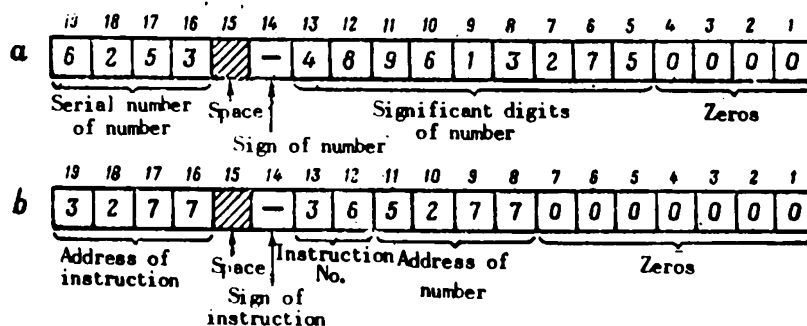 19 18 17 16 15 14 13 12 11 10 9 8 7 6 5 4 3 2 1
a 6 2 5 3 − 4 8 9 6 1 3 2 7 5 0 0 0 0
Serial number of number
Space
Sign of number
Significant digits of number
Zeros
19 18 17 16 15 14 13 12 11 10 9 8 7 6 5 4 3 2 1
b 3 2 7 7 − 3 6 5 2 7 7 0 0 0 0 0 0 0
Address of instruction
Space
Sign of instruction
Instruction No.
Address of number
Zeros